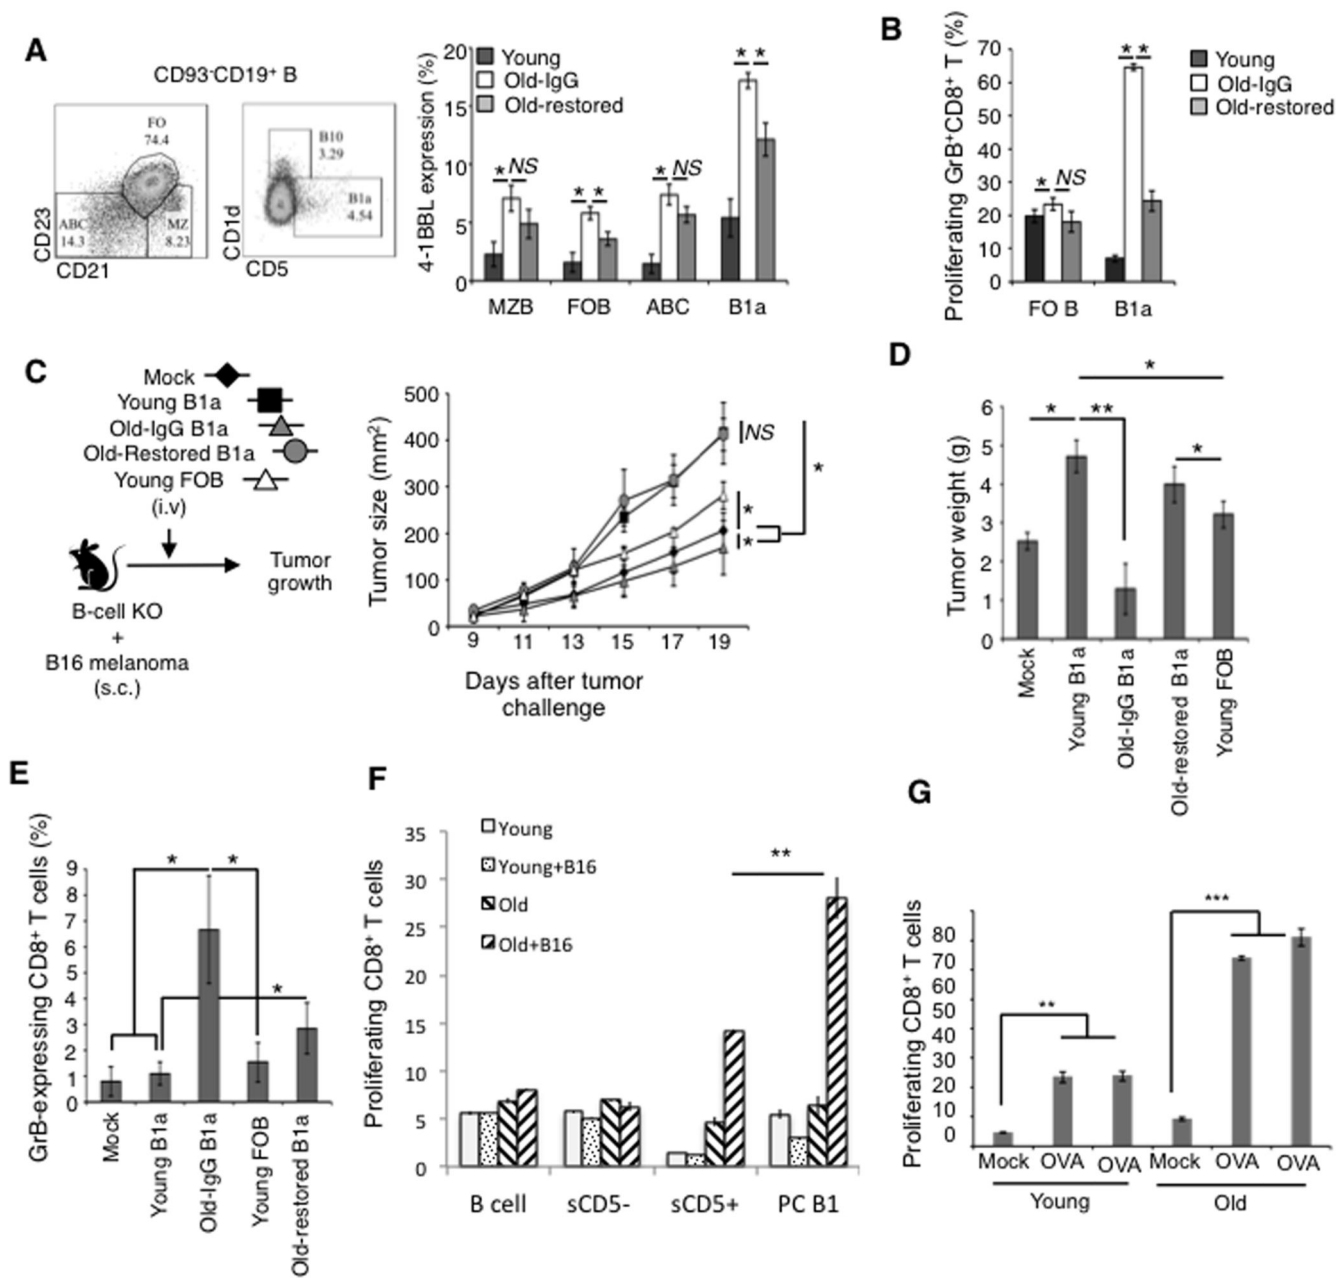 A
CD93-CD19+ B
FO
74.4
ABC
14.3
MZ
8.23
CD23
CD21
B10
3.29
B1a
4.54
CD1d
CD5
4-1BBL expression (%)
20
15
10
5
0
Young
Old-IgG
Old-restored
* NS
* *
* NS
* *
MZB FOB ABC B1a
B
Proliferating GrB+CD8+ T (%)
70
60
50
40
30
20
10
0
* NS
* *
FO B B1a
Young
Old-IgG
Old-restored
C
Mock
Young B1a
Old-IgG B1a
Old-Restored B1a
Young FOB
(i.v)
Tumor
growth
B-cell KO
+
B16 melanoma
(s.c.)
Tumor size (mm2)
500
400
300
200
100
0
9 11 13 15 17 19
NS
*
*
*
Days after tumor
challenge
D
Tumor weight (g)
6
5
4
3
2
1
0
*
* **
*
Mock
Young B1a
Old-IgG B1a
Old-restored B1a
Young FOB
E
GrB-expressing CD8+ T cells (%)
9
8
7
6
5
4
3
2
1
0
* *
*
Mock
Young B1a
Old-IgG B1a
Young FOB
Old-restored B1a
F
Proliferating CD8+ T cells
35
30
25
20
15
10
5
0
Young
Young+B16
Old
Old+B16
**
B cell sCD5- sCD5+ PC B1
G
Proliferating CD8+ T cells
80
70
60
50
40
30
20
10
0
**
***
Mock OVA OVA Mock OVA OVA
Young Old